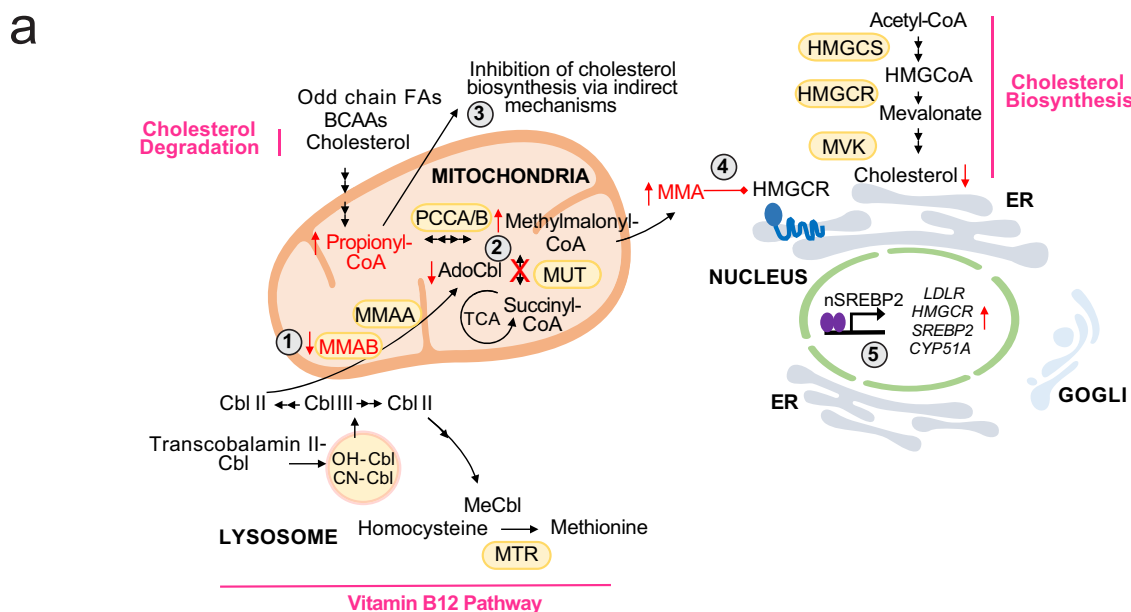 a
Acetyl-CoA
HMGCS
HMGCoA
HMGCR
Mevalonate
MVK
Cholesterol
Cholesterol
Biosynthesis
Inhibition of cholesterol
biosynthesis via indirect
mechanisms
3
Odd chain FAs
BCAAs
Cholesterol
Cholesterol
Degradation
MITOCHONDRIA
4
MMA
HMGCR
ER
PCCA/B
Methylmalonyl-
CoA
Propionyl-
CoA
2
AdoCbl
MUT
MMAA
TCA
Succinyl-
CoA
1
MMAB
NUCLEUS
nSREBP2
5
LDLR
HMGCR
SREBP2
CYP51A
ER
GOGLI
Cbl II
Cbl III
Cbl II
Transcobalamin II-
Cbl
OH-Cbl
CN-Cbl
LYSOSOME
MeCbl
Homocysteine
Methionine
MTR
Vitamin B12 Pathway